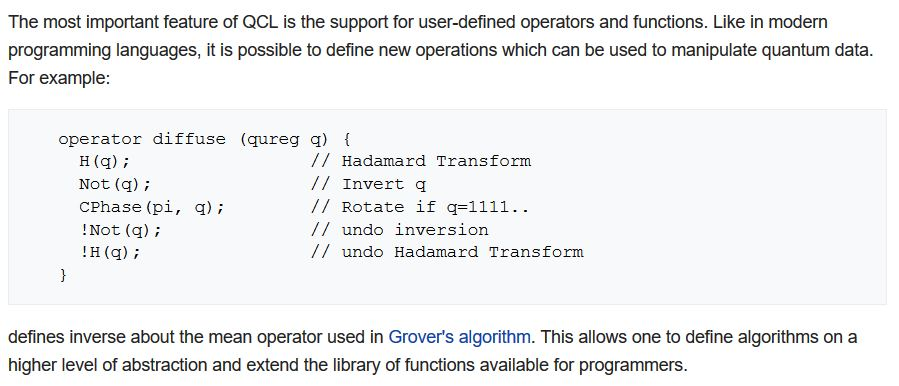 The most important feature of QCL is the support for user-defined operators and functions. Like in modern
programming languages, it is possible to define new operations which can be used to manipulate quantum data.
For example:
operator diffuse (qureg q) {
  H(q);                 // Hadamard Transform
  Not(q);               // Invert q
  CPhase(pi, q);        // Rotate if q=1111..
  !Not(q);              // undo inversion
  !H(q);                // undo Hadamard Transform
}
defines inverse about the mean operator used in Grover's algorithm. This allows one to define algorithms on a
higher level of abstraction and extend the library of functions available for programmers.